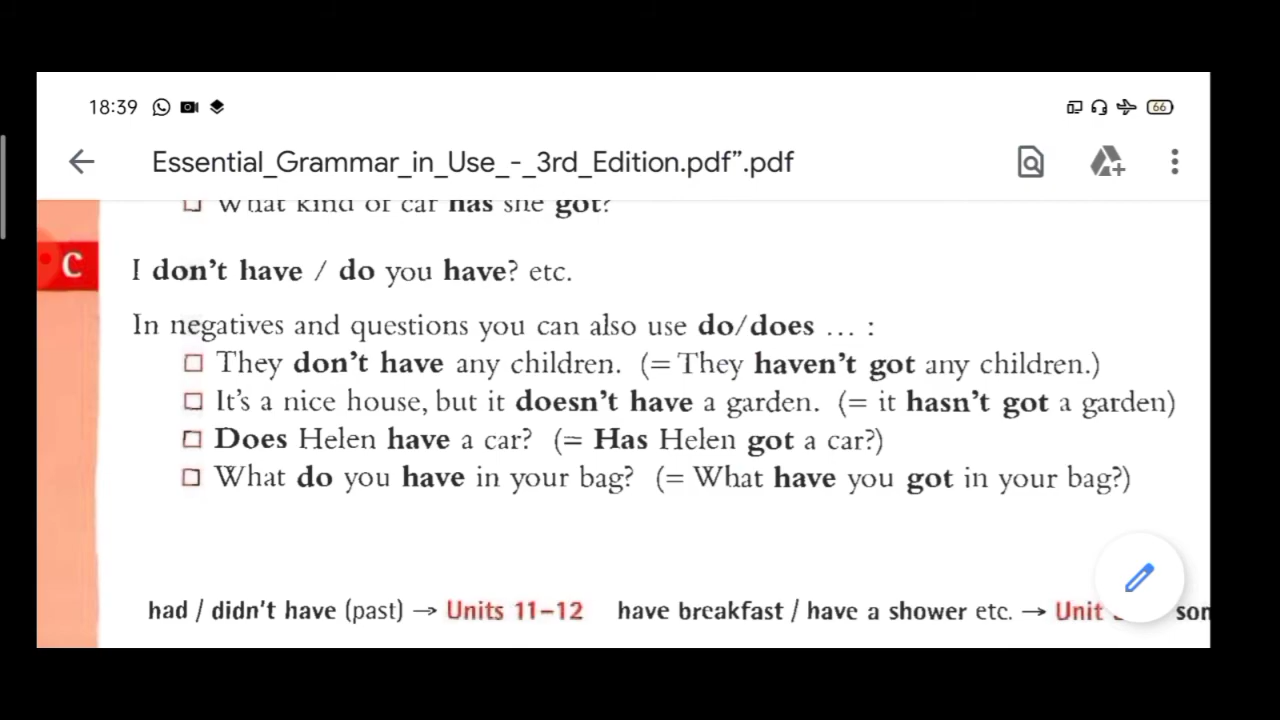 18:39
66
Essential_Grammar_in_Use_-_3rd_Edition.pdf”.pdf
What kind of car has she got?
C
I don't have / do you have? etc.
In negatives and questions you can also use do/does … :
They don't have any children. (= They haven't got any children.)
It's a nice house, but it doesn't have a garden. (= it hasn't got a garden)
Does Helen have a car? (= Has Helen got a car?)
What do you have in your bag? (= What have you got in your bag?)
had / didn't have (past) → Units 11–12 have breakfast / have a shower etc. → Unit